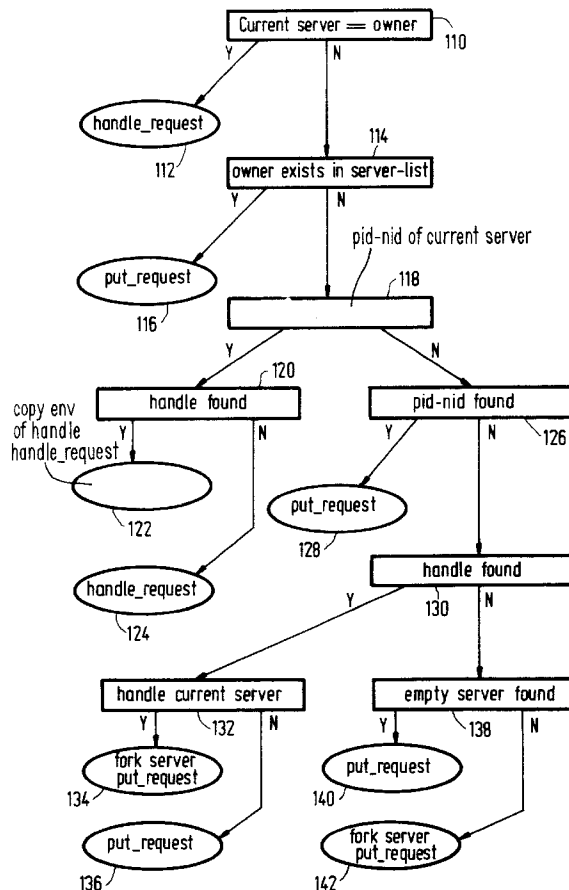 Current server = owner
110
Y
N
handle_request
112
114
owner exists in server-list
Y
N
pid-nid of current server
put_request
116
118
Y
N
120
handle found
pid-nid found
126
copy env
of handle
handle_request
Y
N
Y
N
122
put_request
128
handle found
130
handle_request
124
Y
N
handle current server
132
empty server found
138
Y
N
Y
N
fork server
put_request
134
put_request
140
put_request
136
fork server
put_request
142